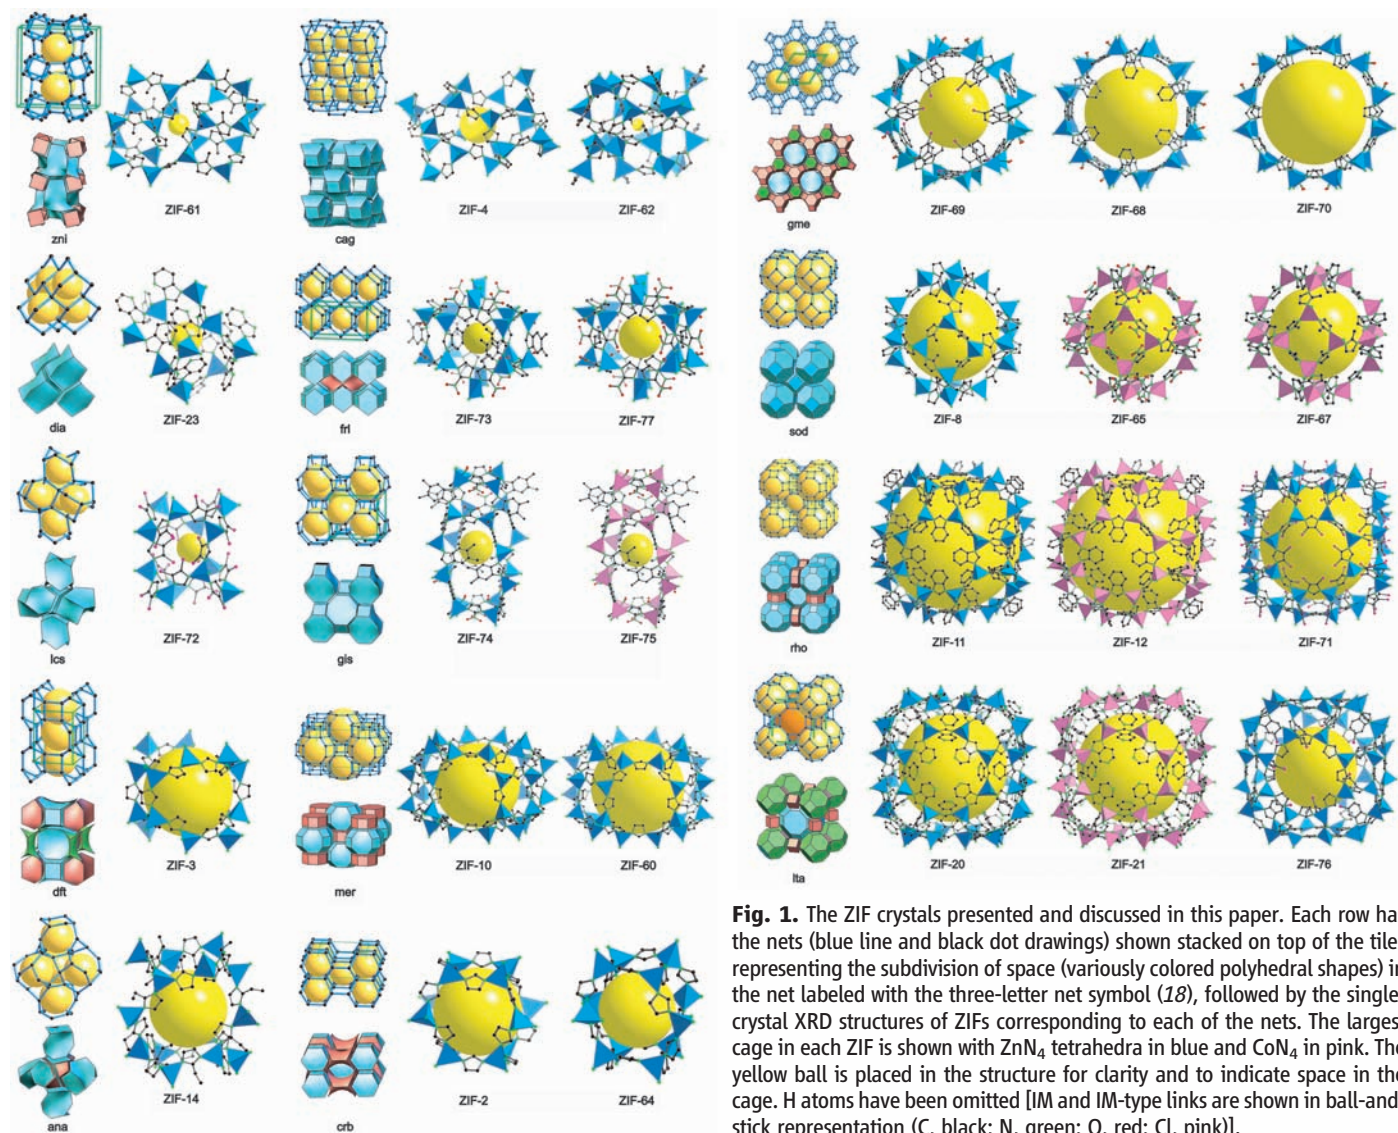 ZIF-61
zni
ZIF-4
ZIF-62
cag
ZIF-69
ZIF-68
ZIF-70
gme
ZIF-23
dia
ZIF-73
ZIF-77
frl
ZIF-8
ZIF-65
ZIF-67
sod
ZIF-72
lcs
ZIF-74
ZIF-75
gis
ZIF-11
ZIF-12
ZIF-71
rho
ZIF-3
dft
ZIF-10
ZIF-60
mer
ZIF-20
ZIF-21
ZIF-76
lta
ZIF-14
ana
ZIF-2
ZIF-64
crb
Fig. 1. The ZIF crystals presented and discussed in this paper. Each row ha
the nets (blue line and black dot drawings) shown stacked on top of the tile
representing the subdivision of space (variously colored polyhedral shapes) i
the net labeled with the three-letter net symbol (18), followed by the single
crystal XRD structures of ZIFs corresponding to each of the nets. The larges
cage in each ZIF is shown with ZnN₄ tetrahedra in blue and CoN₄ in pink. Th
yellow ball is placed in the structure for clarity and to indicate space in the
cage. H atoms have been omitted [IM and IM-type links are shown in ball-and
stick representation (C, black; N, green; O, red; Cl, pink)].